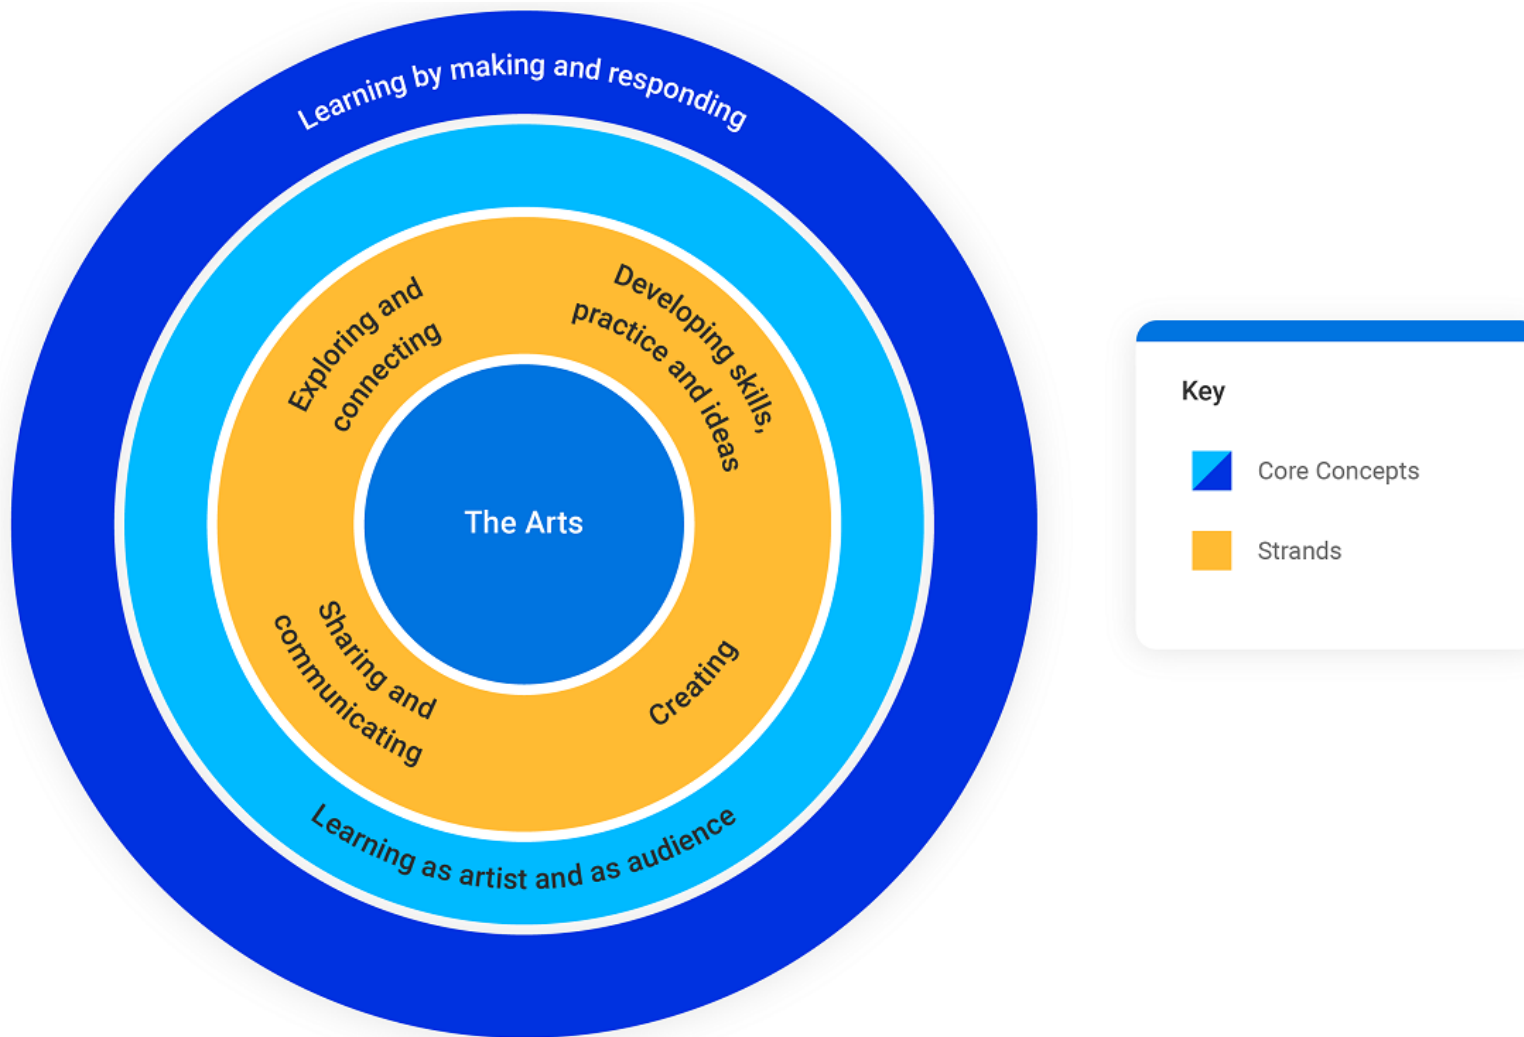 Learning by making and responding
Exploring and
connecting
Developing skills,
practice and ideas
The Arts
Sharing and
communicating
Creating
Learning as artist and as audience
Key
Core Concepts
Strands